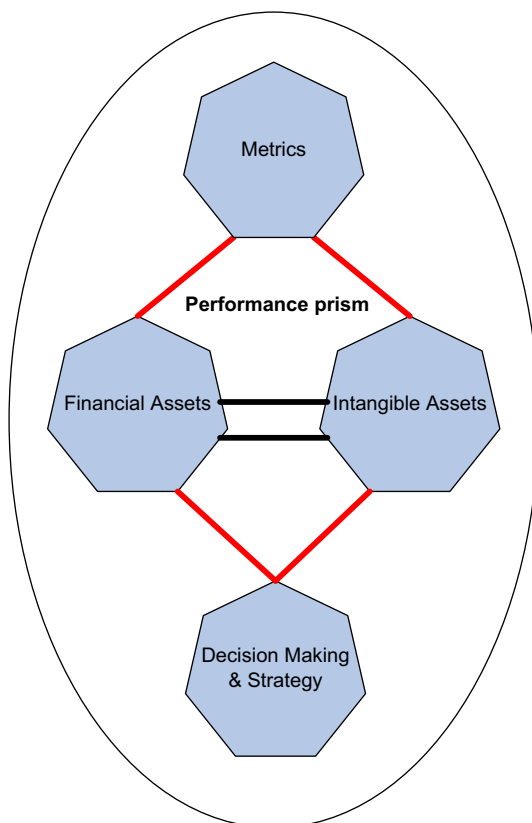 Metrics
Performance prism
Financial Assets
Intangible Assets
Decision Making
& Strategy